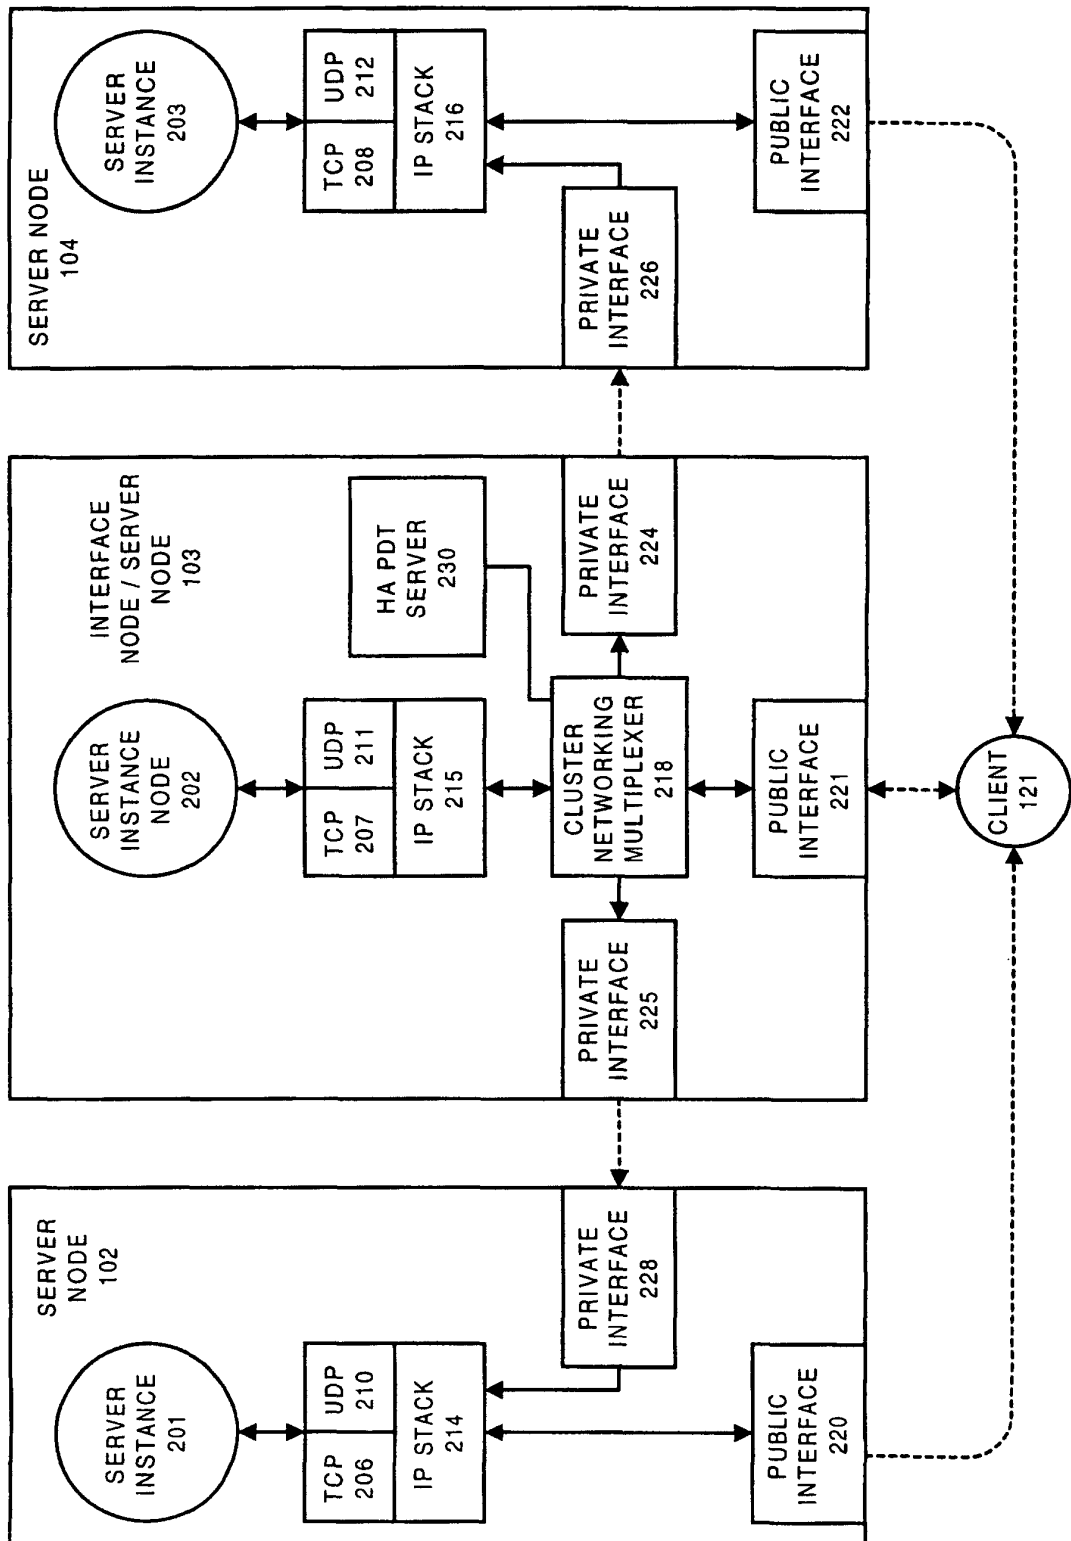 SERVER
NODE
102
SERVER
INSTANCE
201
TCP
206
UDP
210
IP STACK
214
PRIVATE
INTERFACE
228
PUBLIC
INTERFACE
220
INTERFACE
NODE / SERVER
NODE
103
SERVER
INSTANCE
NODE
202
TCP
207
UDP
211
IP STACK
215
HA PDT
SERVER
230
PRIVATE
INTERFACE
225
CLUSTER
NETWORKING
MULTIPLEXER
218
PRIVATE
INTERFACE
224
PUBLIC
INTERFACE
221
SERVER NODE
104
SERVER
INSTANCE
203
TCP
208
UDP
212
IP STACK
216
PRIVATE
INTERFACE
226
PUBLIC
INTERFACE
222
CLIENT
121